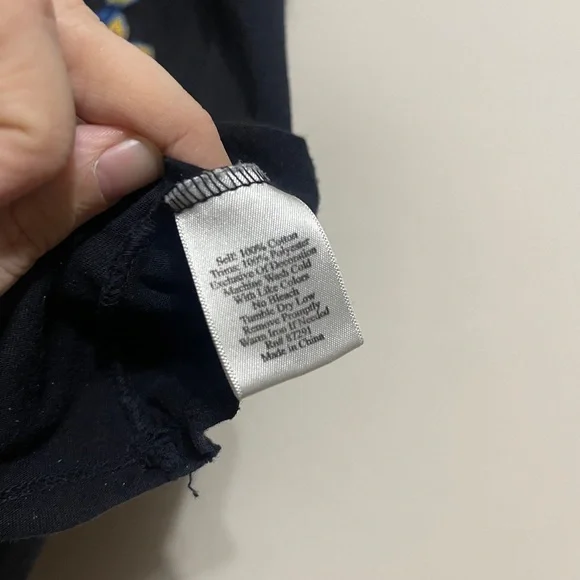 Self: 100% Cotton
Trims: 100% Polyester
Exclusive Of Decoration
Machine Wash Cold
With Like Colors
No Bleach
Tumble Dry Low
Remove Promptly
Warm Iron If Needed
Rn# 87291
Made in China